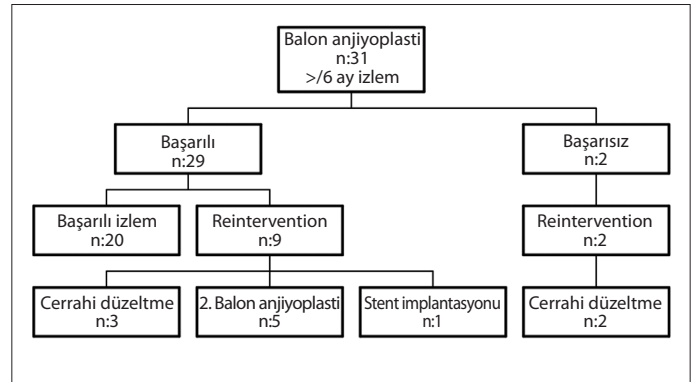 Balon anjiyoplasti
n:31
>/6 ay izlem
Başarılı
n:29
Başarısız
n:2
Başarılı izlem
n:20
Reintervention
n:9
Reintervention
n:2
Cerrahi düzeltme
n:3
2. Balon anjiyoplasti
n:5
Stent implantasyonu
n:1
Cerrahi düzeltme
n:2